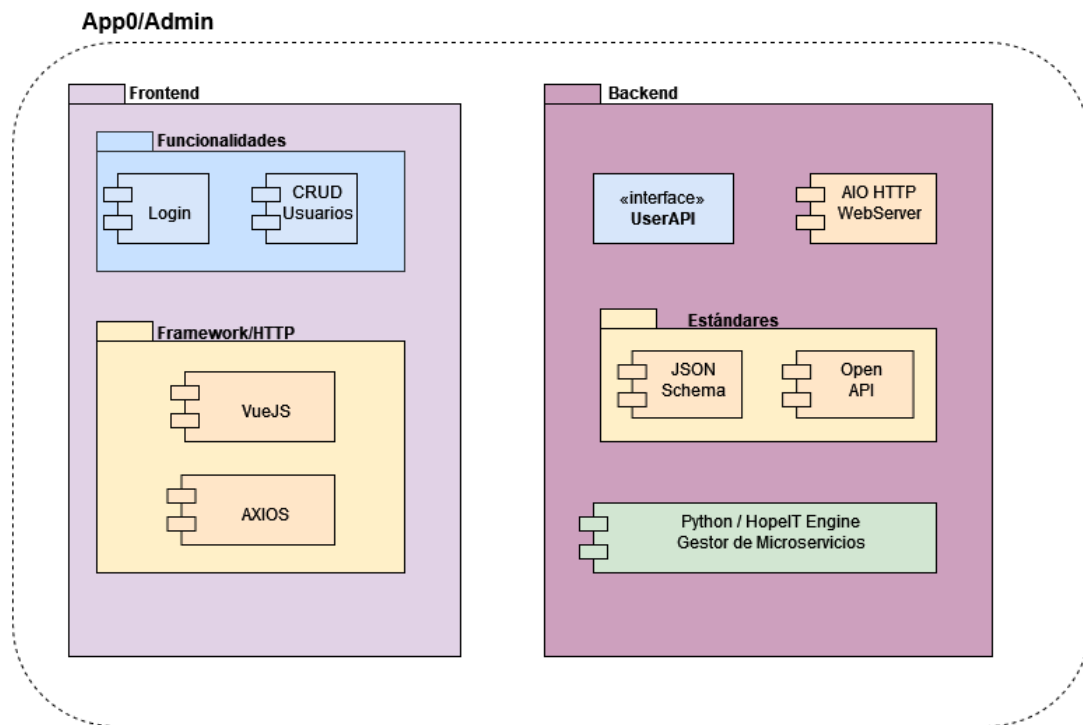 App0/Admin
Frontend
Funcionalidades
Login
CRUD
Usuarios
Framework/HTTP
VueJS
AXIOS
Backend
«interface»
UserAPI
AIO HTTP
WebServer
Estándares
JSON
Schema
Open
API
Python / HopeIT Engine
Gestor de Microservicios